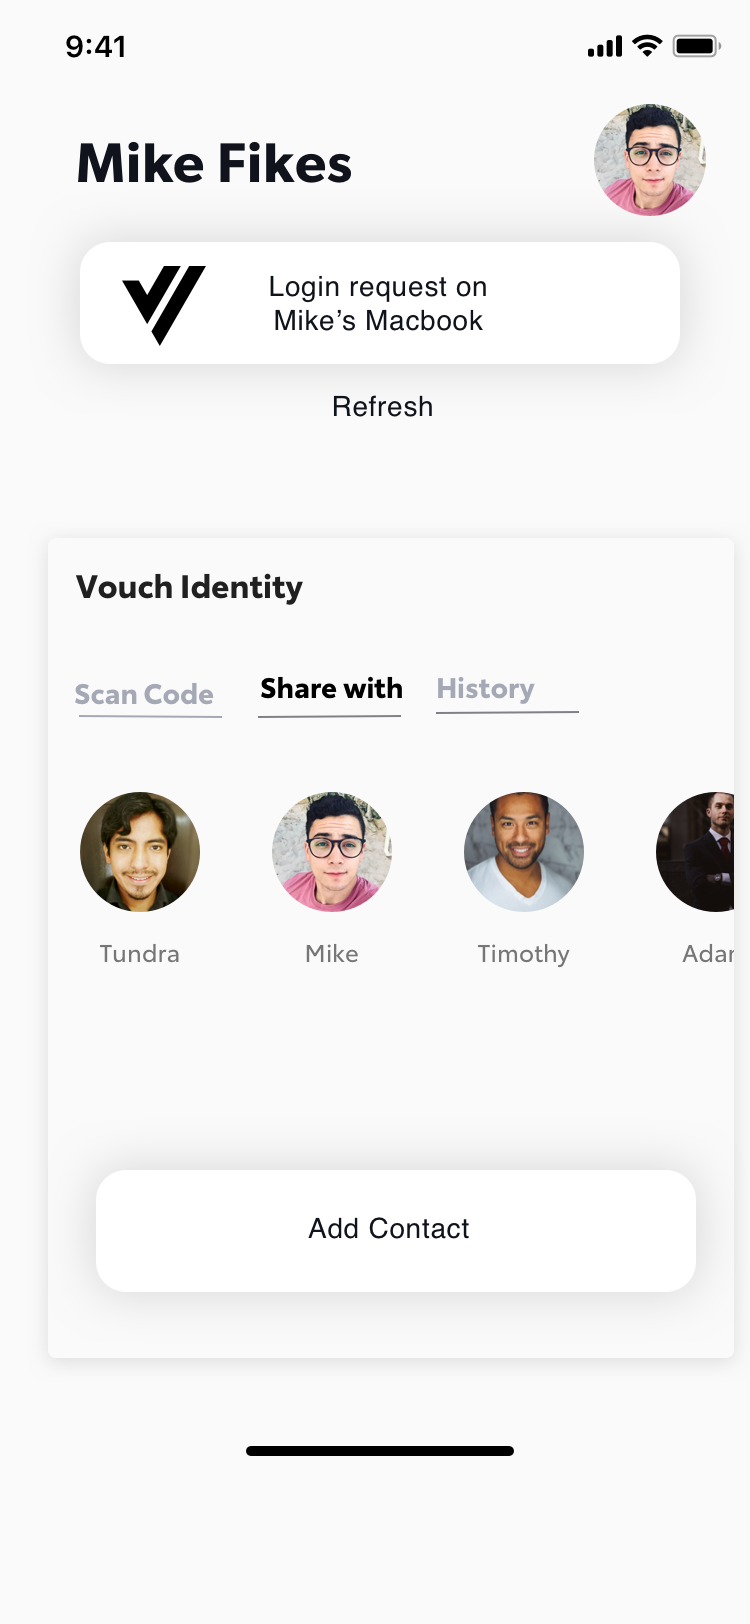 9:41
Mike Fikes
Login request on
Mike’s Macbook
Refresh
Vouch Identity
Scan Code Share with History
Tundra Mike Timothy Adar
Add Contact